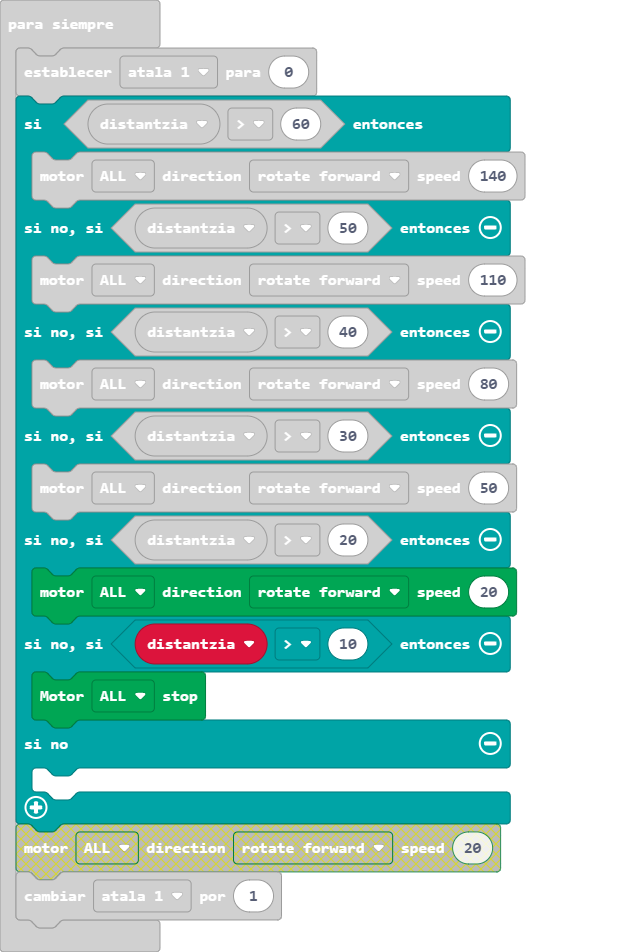 para siempre
establecer atala 1 para 0
si distantzia > 60 entonces
motor ALL direction rotate forward speed 140
si no, si distantzia > 50 entonces
motor ALL direction rotate forward speed 110
si no, si distantzia > 40 entonces
motor ALL direction rotate forward speed 80
si no, si distantzia > 30 entonces
motor ALL direction rotate forward speed 50
si no, si distantzia > 20 entonces
motor ALL direction rotate forward speed 20
si no, si distantzia > 10 entonces
Motor ALL stop
si no
motor ALL direction rotate forward speed 20
cambiar atala 1 por 1